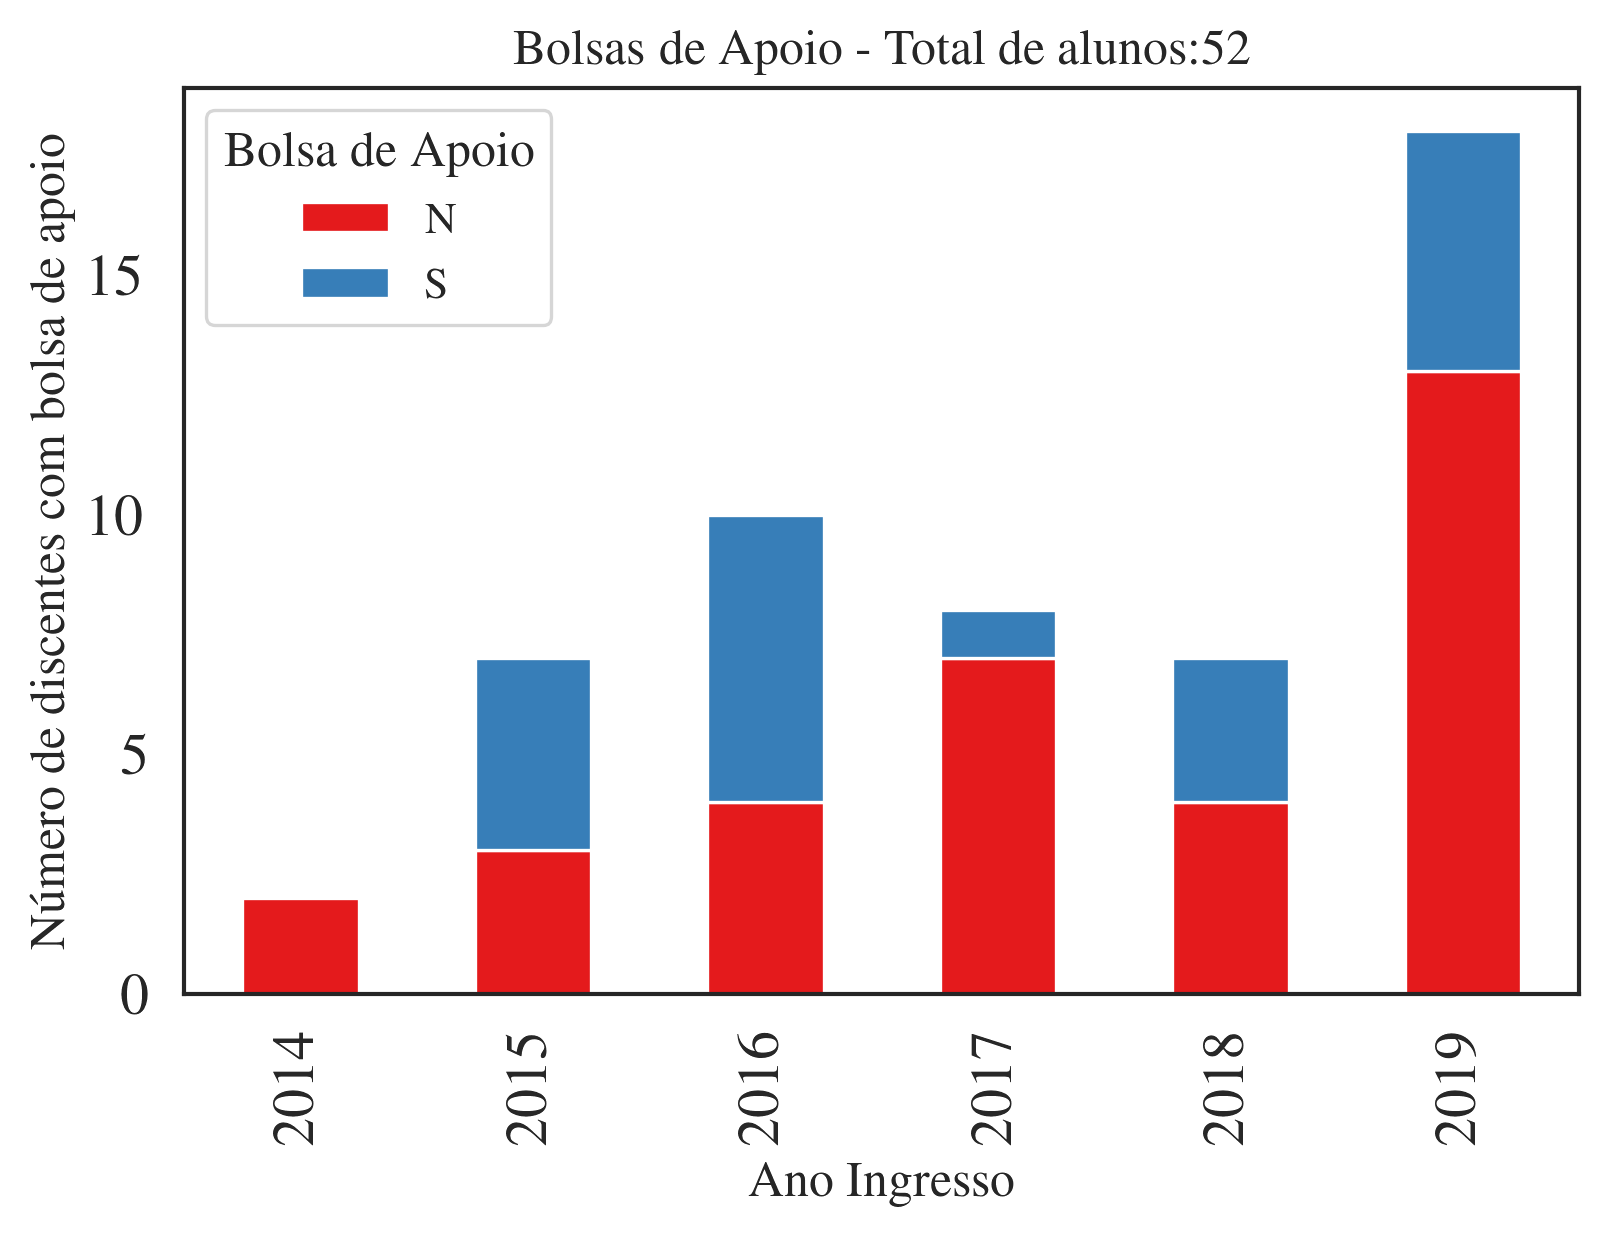 Bolsas de Apoio - Total de alunos:52
Bolsa de Apoio
N
S
Número de discentes com bolsa de apoio
15
10
5
0
2014
2015
2016
2017
2018
2019
Ano Ingresso